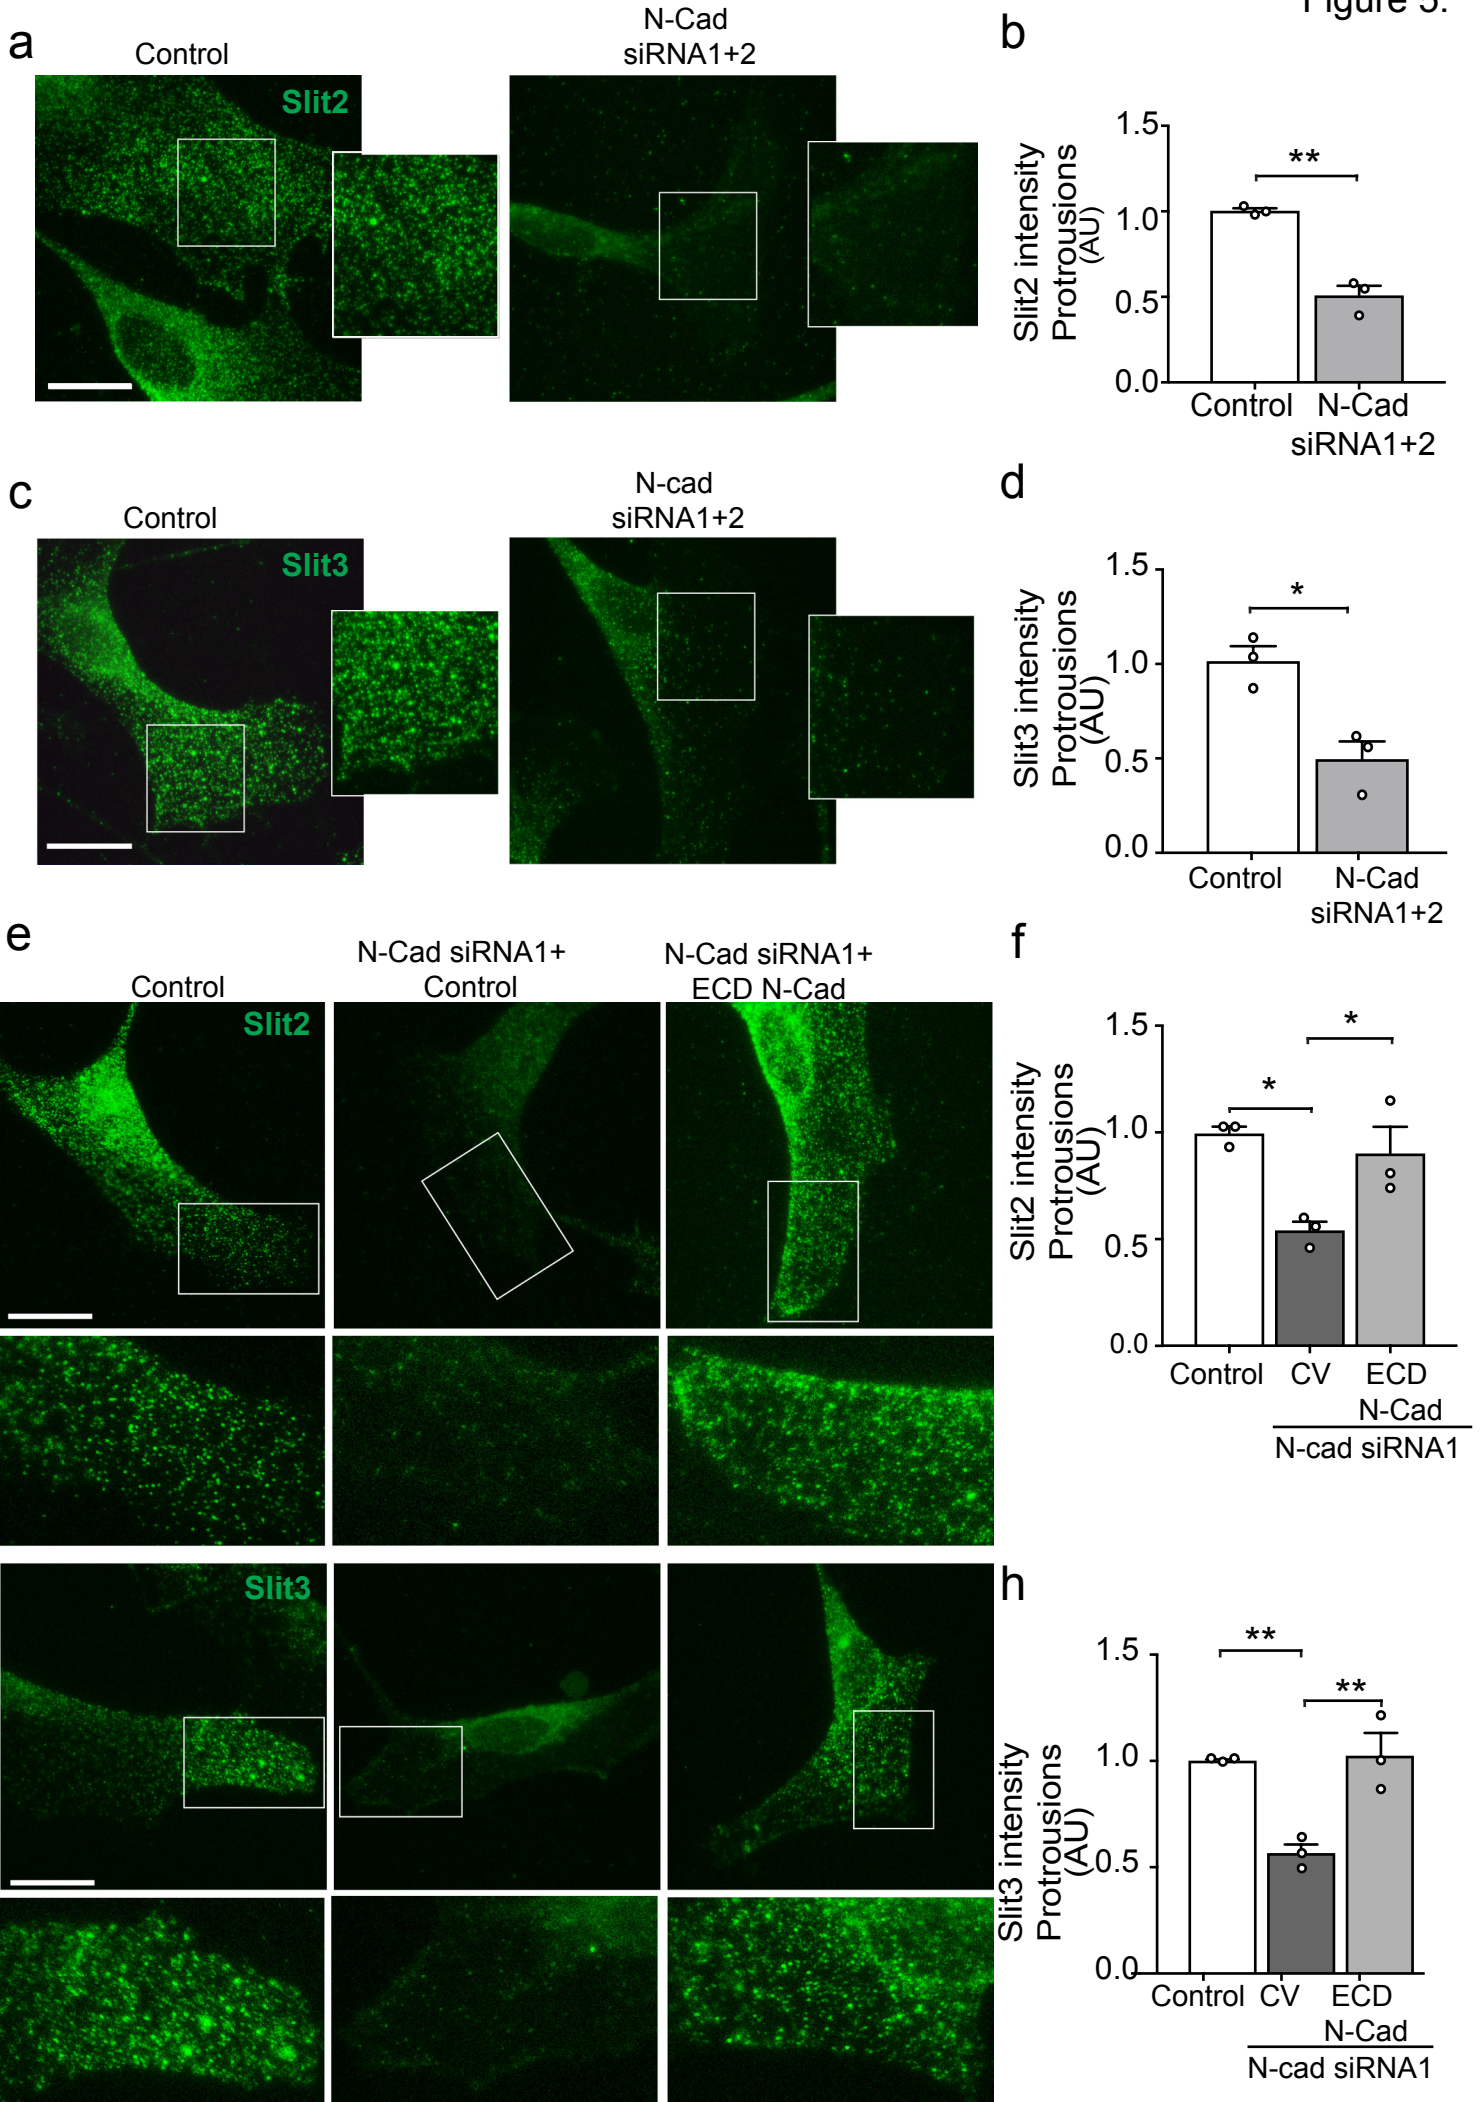 Figure 5.
a
Control
N-Cad
siRNA1+2
Slit2
b
Slit2 intensity
Protrousions
(AU)
1.5
1.0
0.5
0.0
**
Control
N-Cad
siRNA1+2
c
Control
N-cad
siRNA1+2
Slit3
d
Slit3 intensity
Protrousions
(AU)
1.5
1.0
0.5
0.0
*
Control
N-Cad
siRNA1+2
e
Control
N-Cad siRNA1+
Control
N-Cad siRNA1+
ECD N-Cad
Slit2
f
Slit2 intensity
Protrousions
(AU)
1.5
1.0
0.5
0.0
*
*
Control
CV
ECD
N-Cad
N-cad siRNA1
Slit3
h
Slit3 intensity
Protrousions
(AU)
1.5
1.0
0.5
0.0
**
**
Control
CV
ECD
N-Cad
N-cad siRNA1